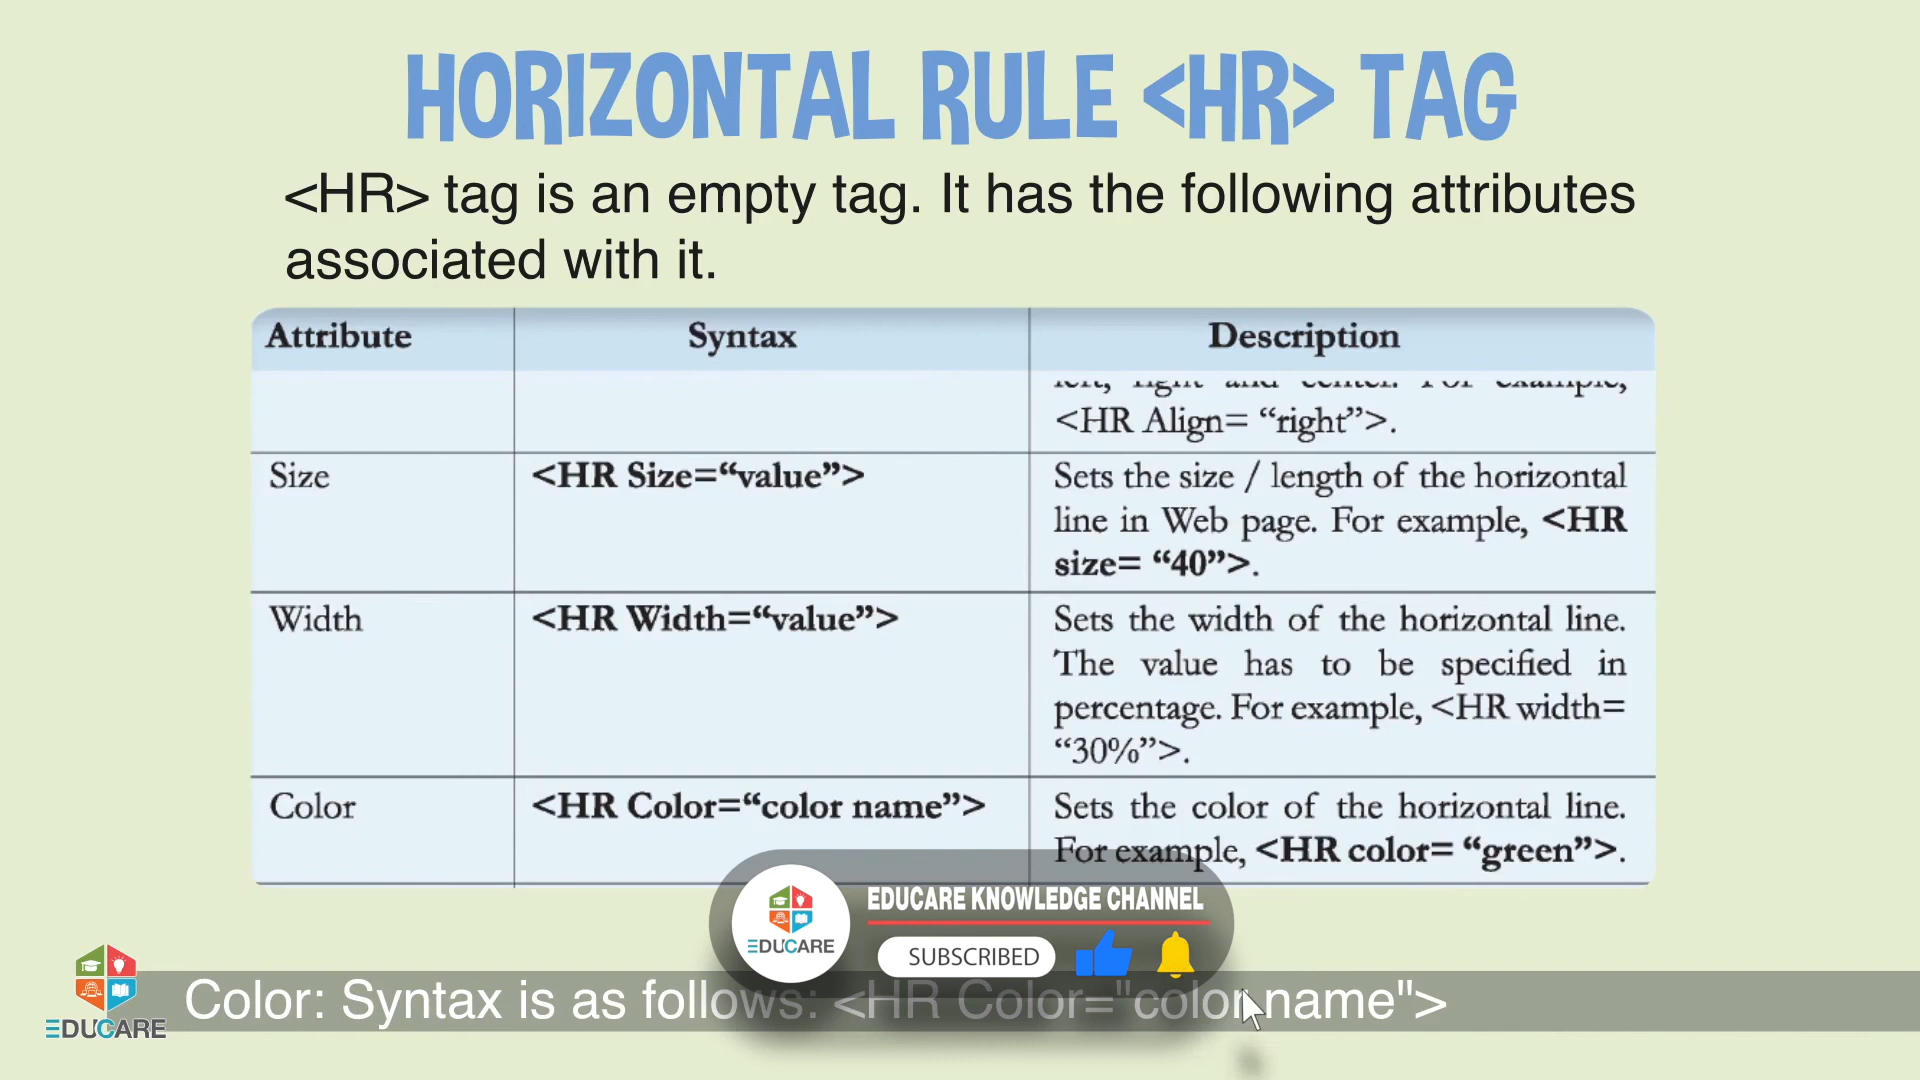 HORIZONTAL RULE <HR> TAG
<HR> tag is an empty tag. It has the following attributes
associated with it.
Attribute Syntax Description
left, right and center. For example,
<HR Align= “right”>.
Size <HR Size=“value”> Sets the size / length of the horizontal
line in Web page. For example, <HR
size= “40”>.
Width <HR Width=“value”> Sets the width of the horizontal line.
The value has to be specified in
percentage. For example, <HR width=
“30%”>.
Color <HR Color=“color name”> Sets the color of the horizontal line.
For example, <HR color= “green”>.
EDUCARE KNOWLEDGE CHANNEL
EDUCARE
SUBSCRIBED
Color: Syntax is as follows: <HR Color="color name">
EDUCARE